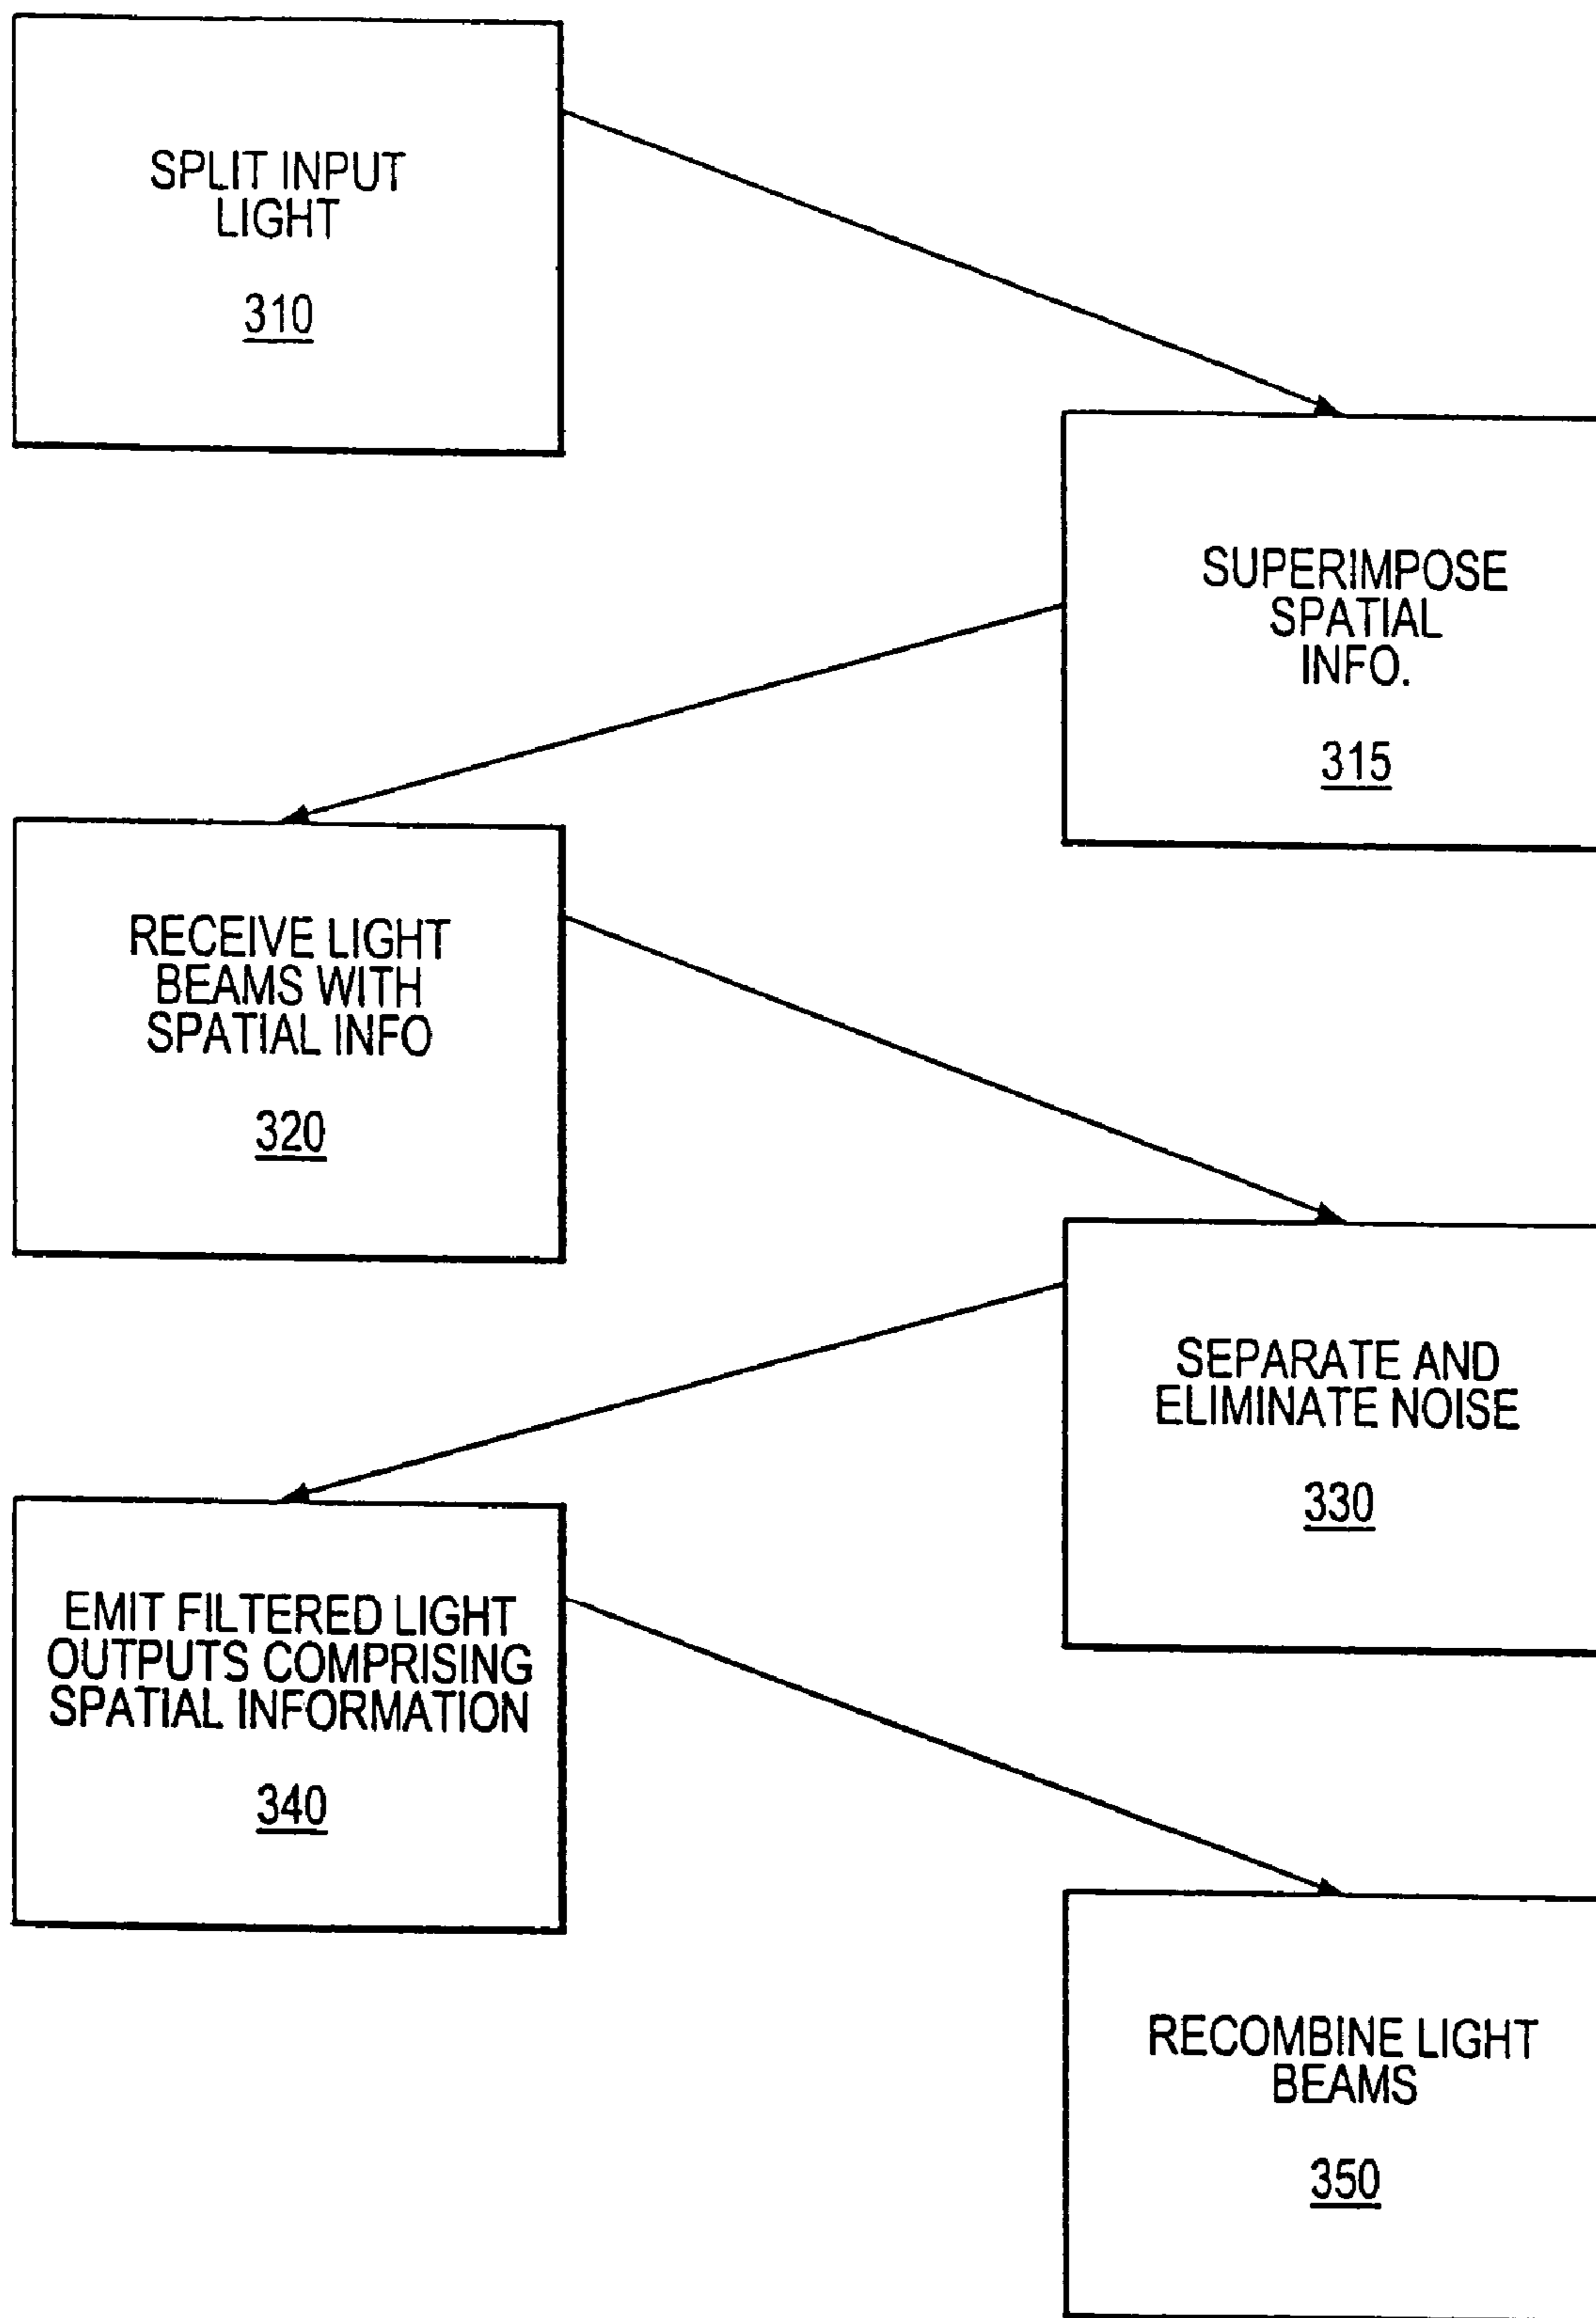 SPLIT INPUT
LIGHT
310
SUPERIMPOSE
SPATIAL
INFO.
315
RECEIVE LIGHT
BEAMS WITH
SPATIAL INFO
320
SEPARATE AND
ELIMINATE NOISE
330
EMIT FILTERED LIGHT
OUTPUTS COMPRISING
SPATIAL INFORMATION
340
RECOMBINE LIGHT
BEAMS
350